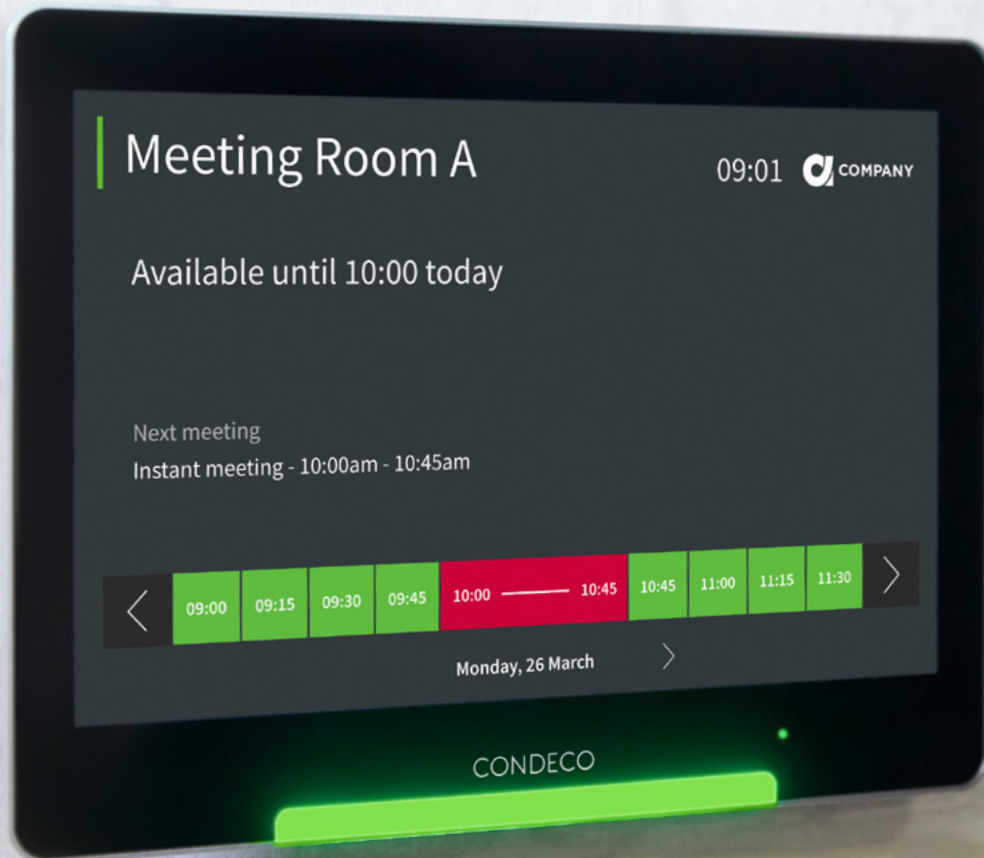 Meeting Room A
09:01 COMPANY
Available until 10:00 today
Next meeting
Instant meeting - 10:00am - 10:45am
09:00 09:15 09:30 09:45 10:00 10:45 10:45 11:00 11:15 11:30
Monday, 26 March
CONDECO